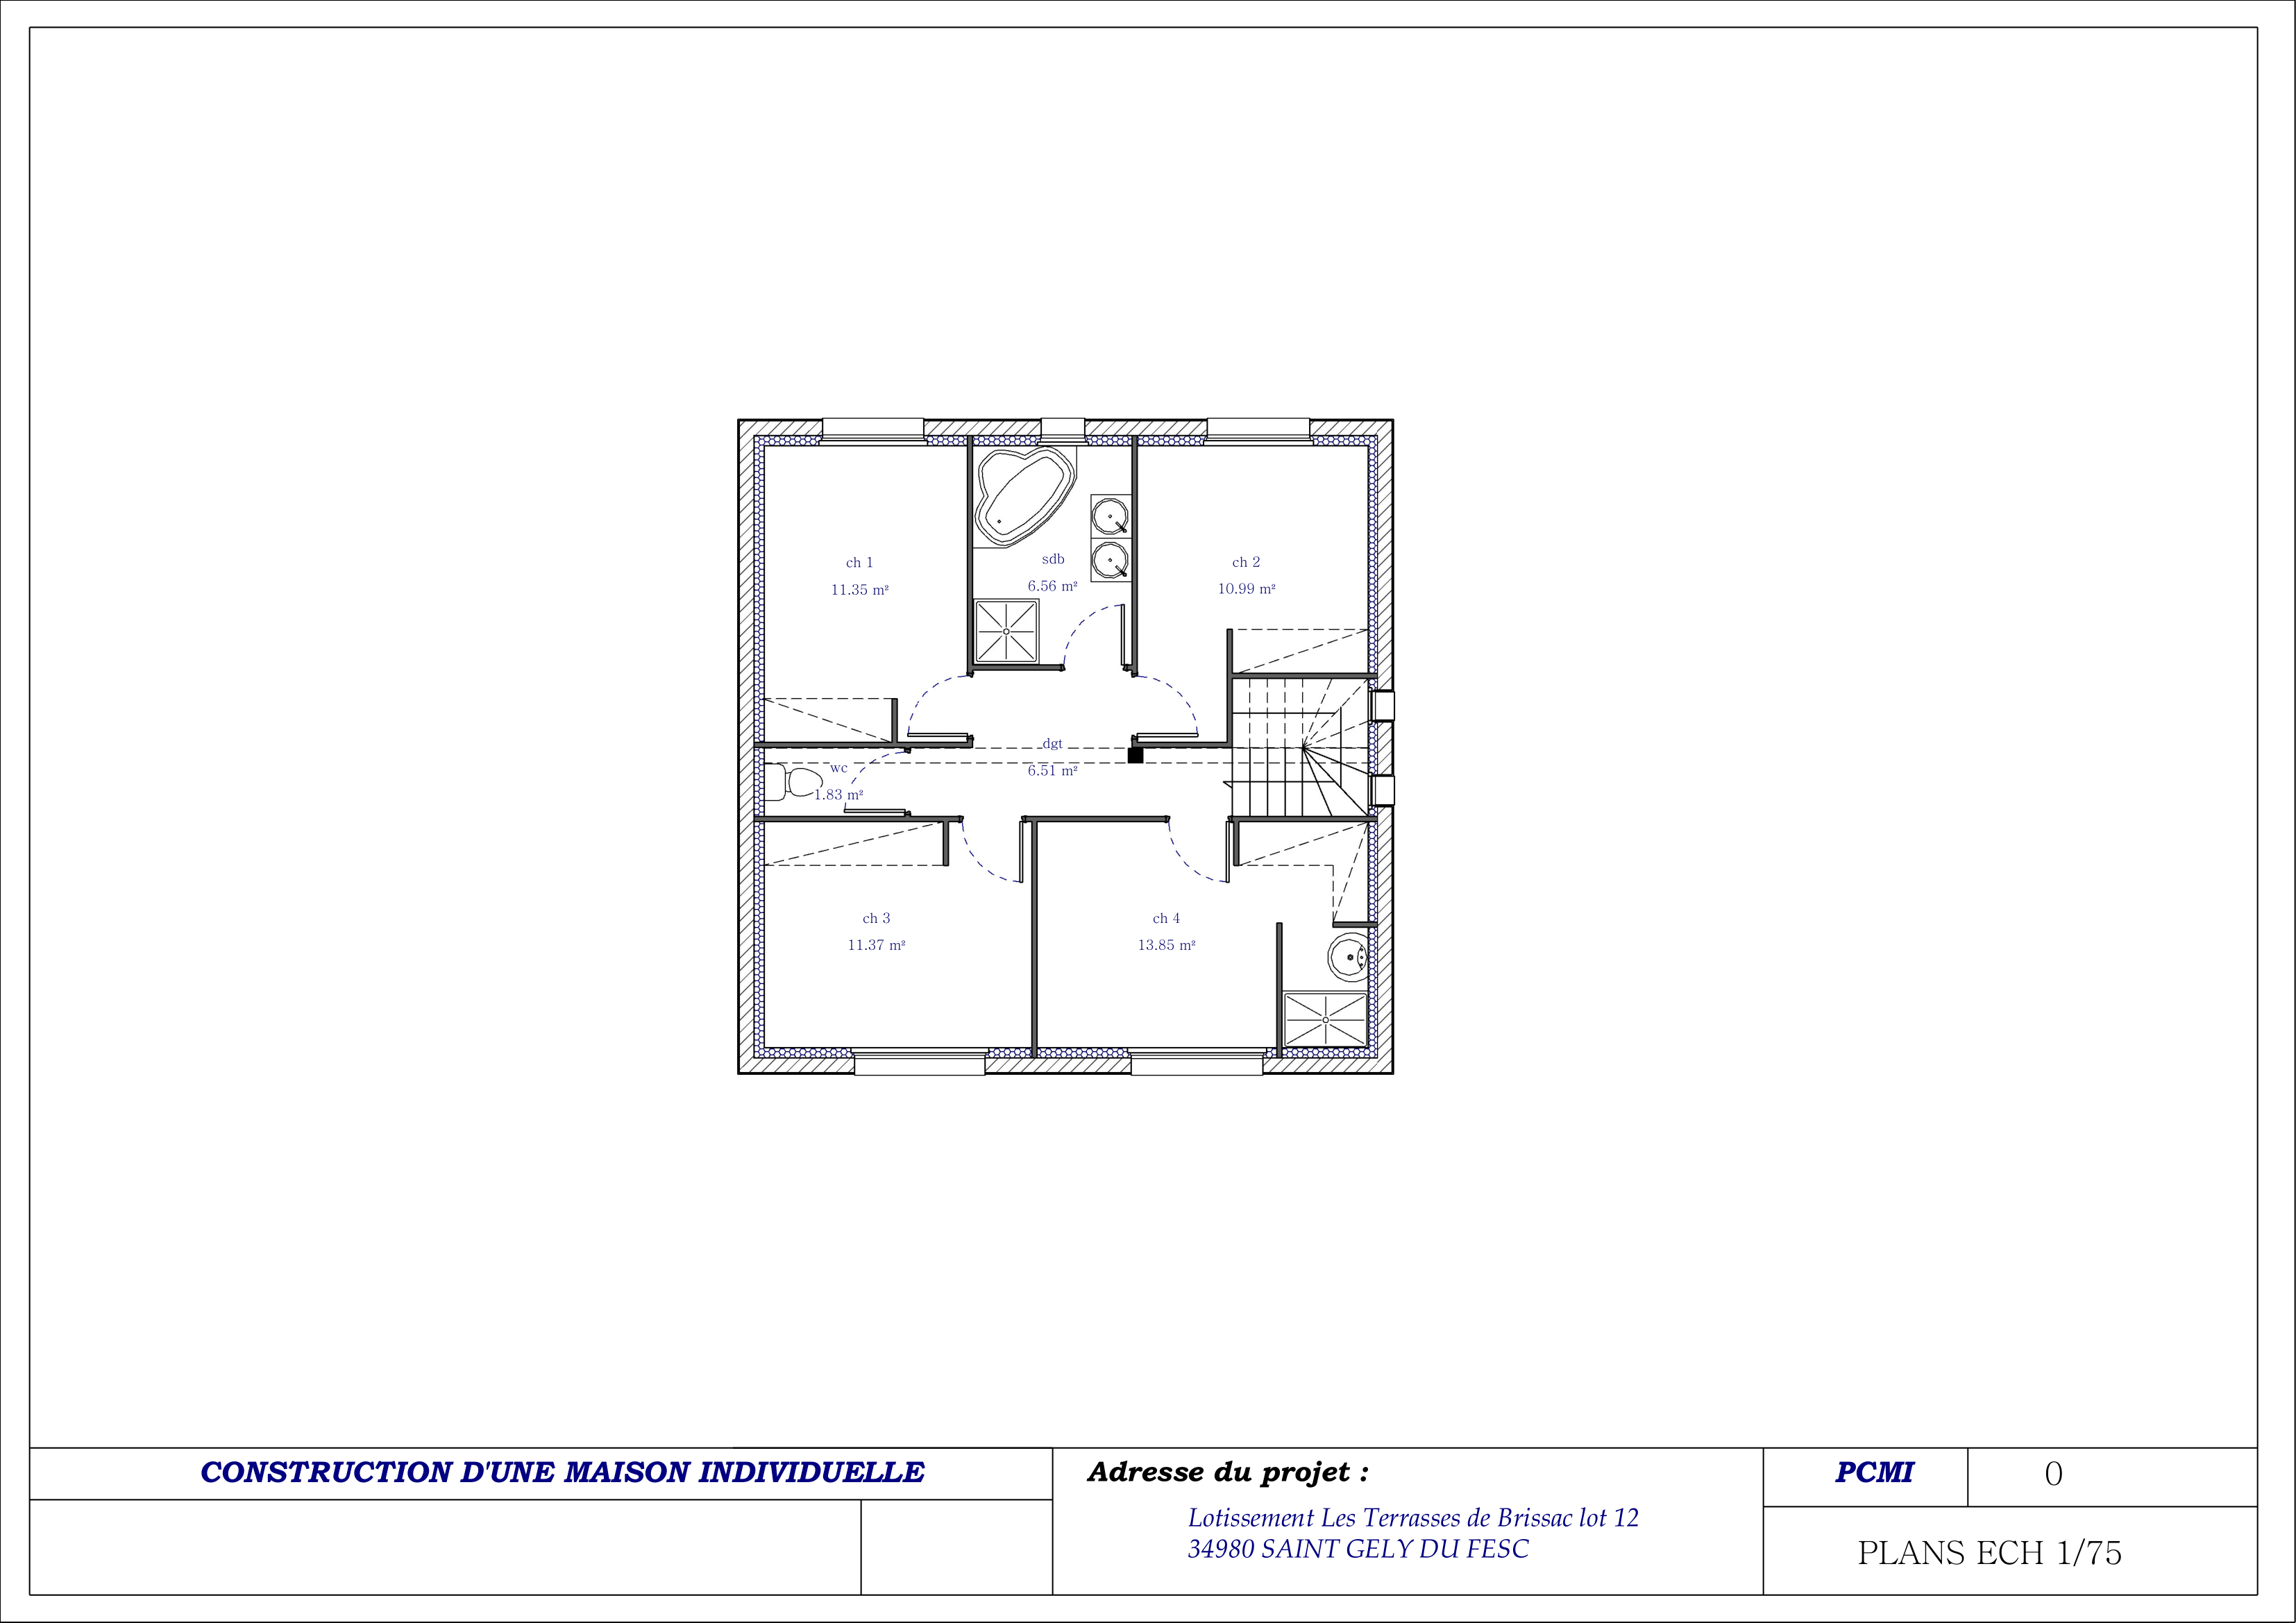 ch 1
11.35 m²
sdb
6.56 m²
ch 2
10.99 m²
dgt
6.51 m²
wc
1.83 m²
ch 3
11.37 m²
ch 4
13.85 m²
CONSTRUCTION D'UNE MAISON INDIVIDUELLE
Adresse du projet :
Lotissement Les Terrasses de Brissac lot 12
34980 SAINT GELY DU FESC
PCMI
0
PLANS ECH 1/75